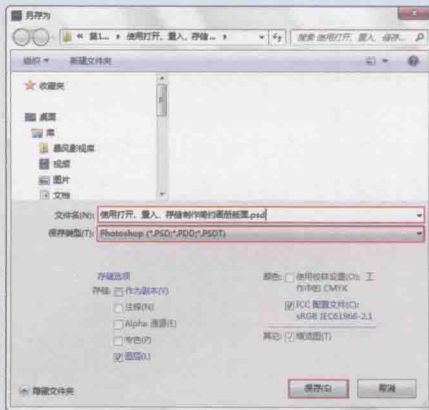 另存为
« 第1... ▸ 使用打开、置入、存储... ▸
搜索 使用打开、置入、储存...
组织 ▾ 新建文件夹
收藏夹
桌面
库
暴风影视库
视频
图片
文档
文件名(N): 使用打开、置入、存储制作简约画册版面.psd
保存类型(T): Photoshop (*.PSD;*.PDD;*.PSDT)
存储选项
存储: 作为副本(Y)
注释(N)
Alpha 通道(E)
专色(P)
图层(L)
颜色: 使用校样设置(O): 工作中的 CMYK
ICC 配置文件(C): sRGB IEC61966-2.1
其它: 缩览图(T)
隐藏文件夹
保存(S)
取消